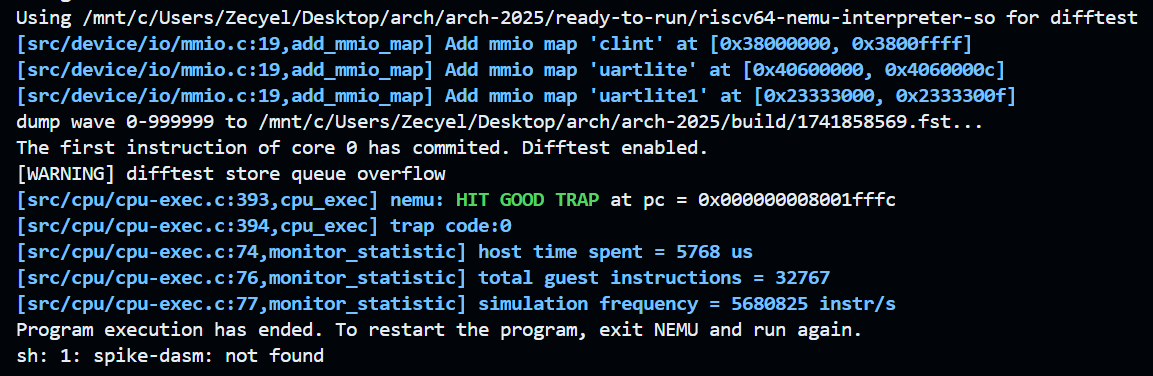 Using /mnt/c/Users/Zecyel/Desktop/arch/arch-2025/ready-to-run/riscv64-nemu-interpreter-so for difftest
[src/device/io/mmio.c:19,add_mmio_map] Add mmio map 'clint' at [0x38000000, 0x3800ffff]
[src/device/io/mmio.c:19,add_mmio_map] Add mmio map 'uartlite' at [0x40600000, 0x4060000c]
[src/device/io/mmio.c:19,add_mmio_map] Add mmio map 'uartlite1' at [0x23333000, 0x2333300f]
dump wave 0-999999 to /mnt/c/Users/Zecyel/Desktop/arch/arch-2025/build/1741858569.fst...
The first instruction of core 0 has commited. Difftest enabled.
[WARNING] difftest store queue overflow
[src/cpu/cpu-exec.c:393,cpu_exec] nemu: HIT GOOD TRAP at pc = 0x000000008001fffc
[src/cpu/cpu-exec.c:394,cpu_exec] trap code:0
[src/cpu/cpu-exec.c:74,monitor_statistic] host time spent = 5768 us
[src/cpu/cpu-exec.c:76,monitor_statistic] total guest instructions = 32767
[src/cpu/cpu-exec.c:77,monitor_statistic] simulation frequency = 5680825 instr/s
Program execution has ended. To restart the program, exit NEMU and run again.
sh: 1: spike-dasm: not found